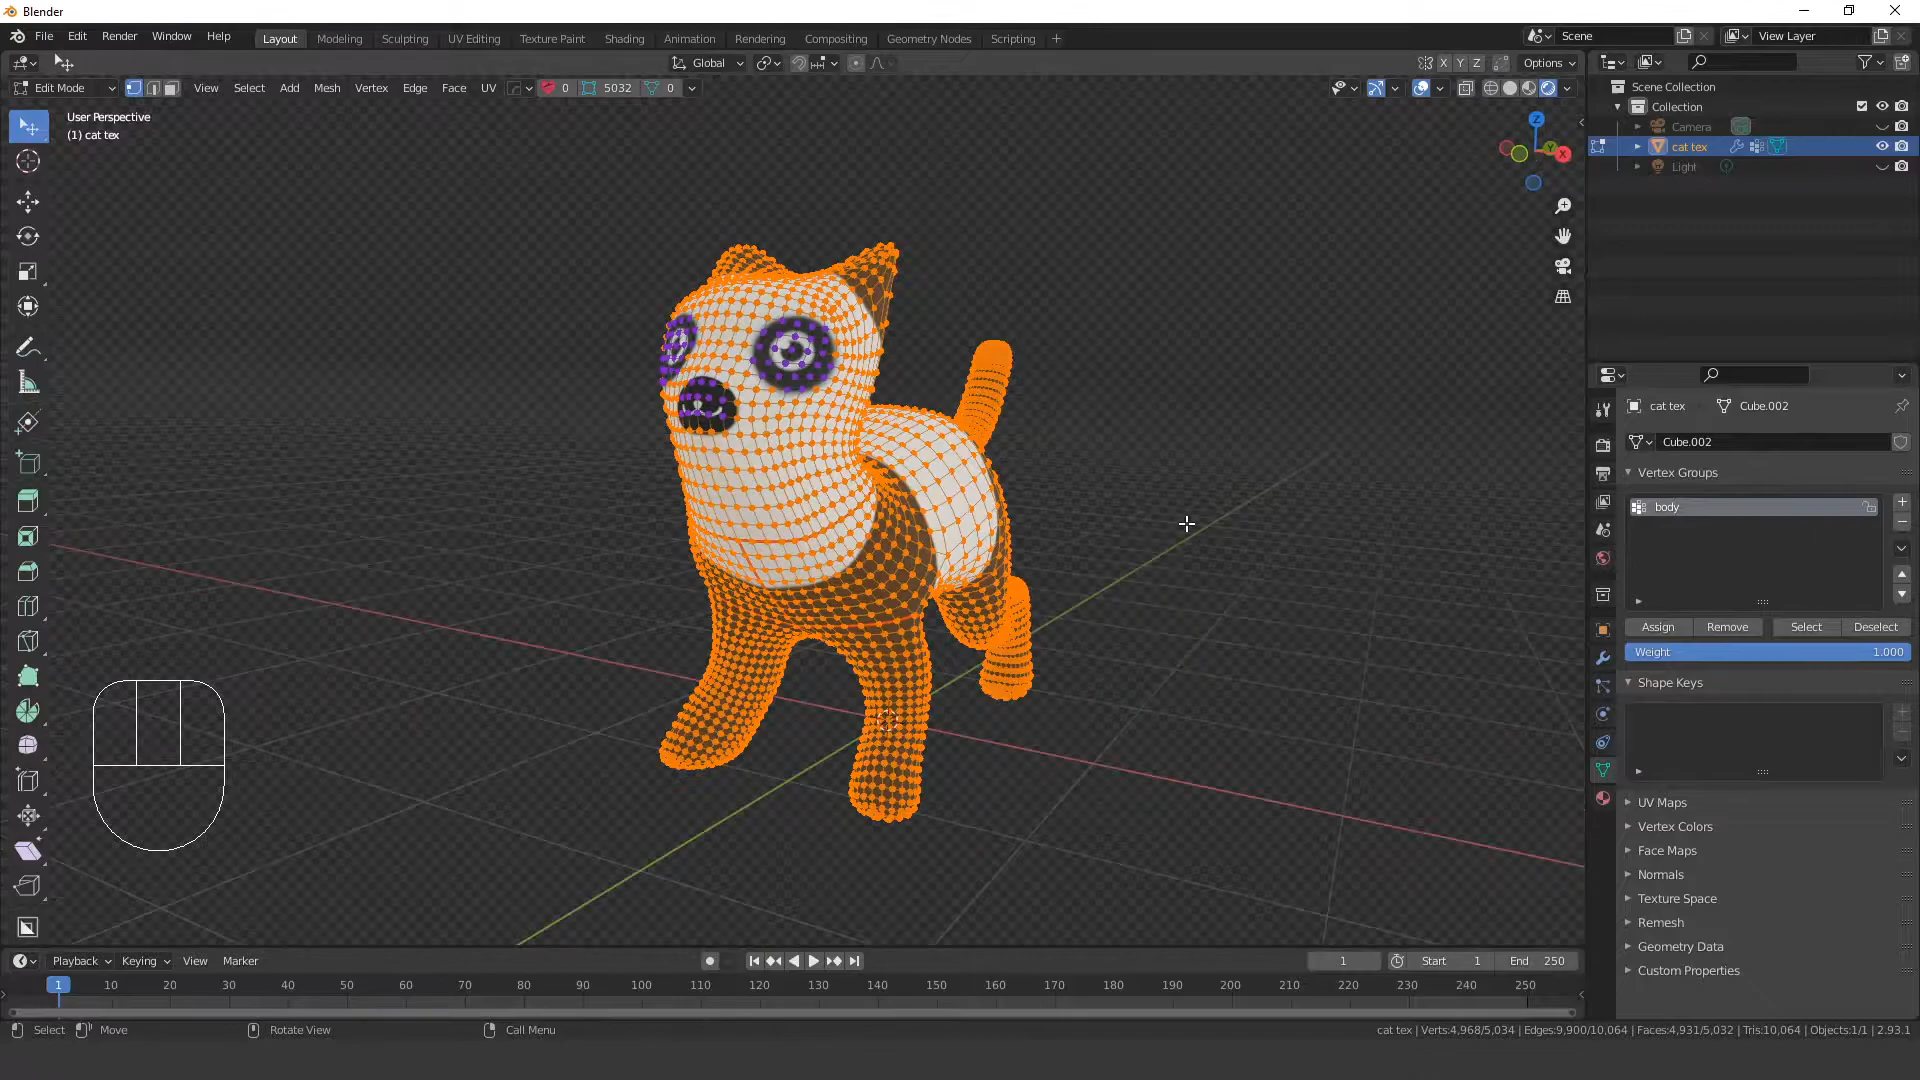 Blender
File Edit Render Window Help Layout Modeling Sculpting UV Editing Texture Paint Shading Animation Rendering Compositing Geometry Nodes Scripting + Scene View Layer
Global X Y Z Options
Edit Mode View Select Add Mesh Vertex Edge Face UV 0 5032 0
User Perspective
(1) cat tex
Z
Y
X
Scene Collection
Collection
Camera
cat tex
Light
cat tex Cube.002
Cube.002
Vertex Groups
body
Assign Remove Select Deselect
Weight 1.000
Shape Keys
UV Maps
Vertex Colors
Face Maps
Normals
Texture Space
Remesh
Geometry Data
Custom Properties
Playback Keying View Marker 1 Start 1 End 250
1 10 20 30 40 50 60 70 80 90 100 110 120 130 140 150 160 170 180 190 200 210 220 230 240 250
Select Move Rotate View Call Menu cat tex | Verts:4,968/5,034 | Edges:9,900/10,064 | Faces:4,931/5,032 | Tris:10,064 | Objects:1/1 | 2.93.1